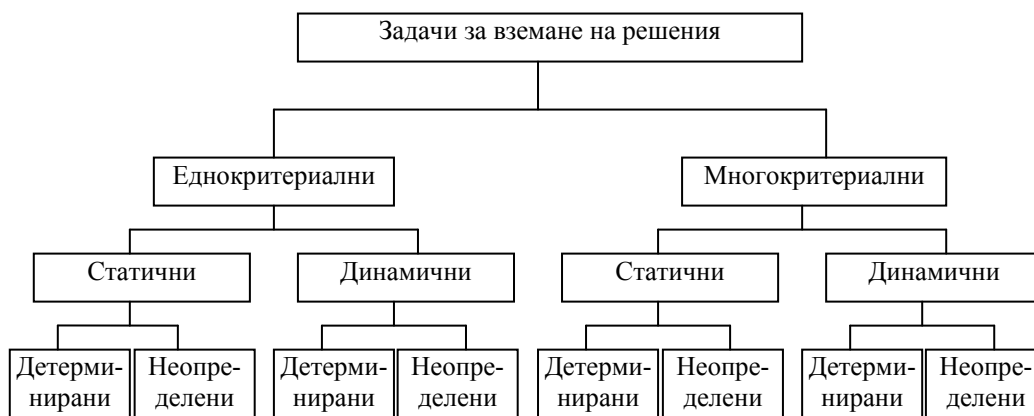 Задачи за вземане на решения
Еднокритериални
Многокритериални
Статични
Динамични
Статични
Динамични
Детерми-
нирани
Неопре-
делени
Детерми-
нирани
Неопре-
делени
Детерми-
нирани
Неопре-
делени
Детерми-
нирани
Неопре-
делени